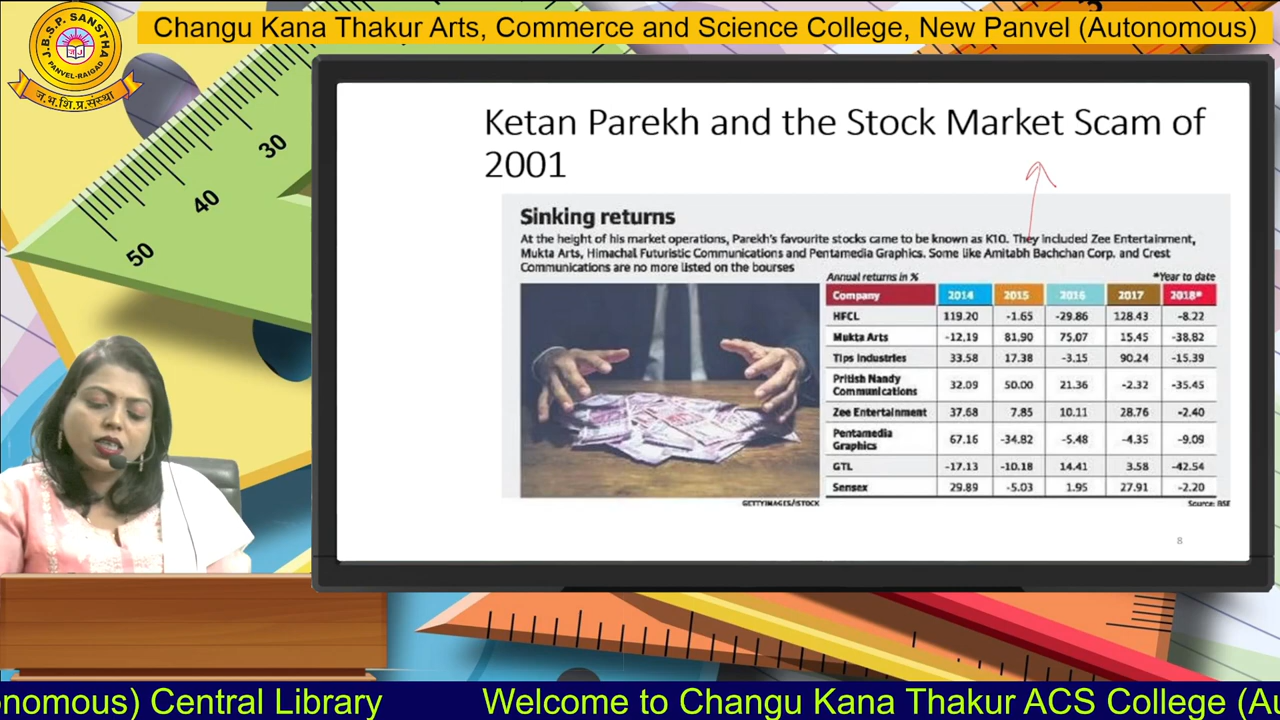 Changu Kana Thakur Arts, Commerce and Science College, New Panvel (Autonomous)
J.B.S.P. SANSTHA
PANVEL-RAIGAD
ज.भ.शि.प्र.संस्था
30
40
50
3
Ketan Parekh and the Stock Market Scam of
2001
Sinking returns
At the height of his market operations, Parekh's favourite stocks came to be known as K10. They included Zee Entertainment,
Mukta Arts, Himachal Futuristic Communications and Pentamedia Graphics. Some like Amitabh Bachchan Corp. and Crest
Communications are no more listed on the bourses
Annual returns in % *Year to date
Company 2014 2015 2016 2017 2018*
HFCL 119.20 -1.65 -29.86 128.43 -8.22
Mukta Arts -12.19 81.90 75.07 15.45 -38.82
Tips Industries 33.58 17.38 -3.15 90.24 -15.39
Pritish Nandy
Communications 32.09 50.00 21.36 -2.32 -35.45
Zee Entertainment 37.68 7.85 10.11 28.76 -2.40
Pentamedia
Graphics 67.16 -34.82 -5.48 -4.35 -9.09
GTL -17.13 -10.18 14.41 3.58 -42.54
Sensex 29.89 -5.03 1.95 27.91 -2.20
GETTYIMAGES/ISTOCK Source: BSE
8
onomous) Central Library Welcome to Changu Kana Thakur ACS College (Au